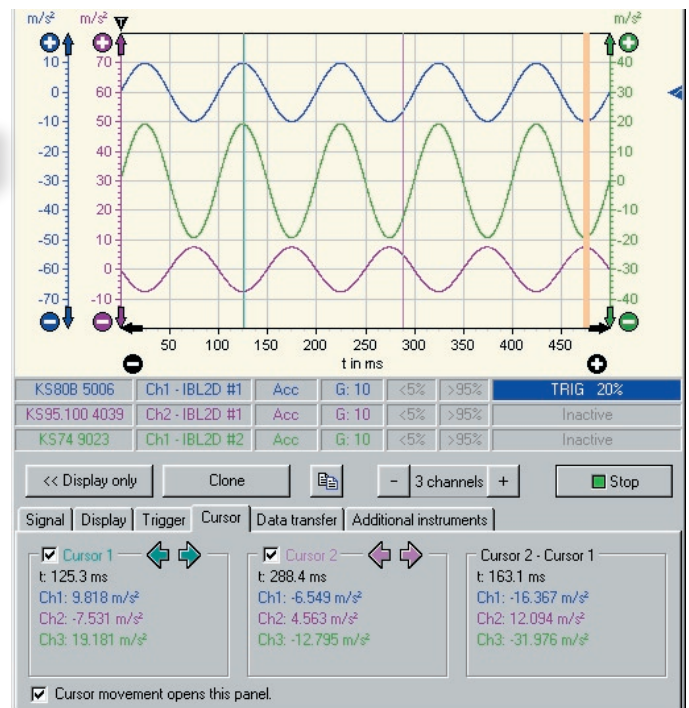 m/s² m/s² T m/s²
10 70 40
0 60 30
-10 50 20
-20 40 10
-30 30 0
-40 20 -10
-50 10 -20
-60 0 -30
-70 -10 -40
50 100 150 200 250 300 350 400 450
t in ms
KS80B 5006 Ch1 - IBL2D #1 Acc G: 10 <5% >95% TRIG 20%
KS95.100 4039 Ch2 - IBL2D #1 Acc G: 10 <5% >95% Inactive
KS74 9023 Ch1 - IBL2D #2 Acc G: 10 <5% >95% Inactive
<< Display only Clone - 3 channels + Stop
Signal Display Trigger Cursor Data transfer Additional instruments
Cursor 1 Cursor 2 Cursor 2 - Cursor 1
t: 125.3 ms t: 288.4 ms t: 163.1 ms
Ch1: 9.818 m/s² Ch1: -6.549 m/s² Ch1: -16.367 m/s²
Ch2: -7.531 m/s² Ch2: 4.563 m/s² Ch2: 12.094 m/s²
Ch3: 19.181 m/s² Ch3: -12.795 m/s² Ch3: -31.976 m/s²
Cursor movement opens this panel.